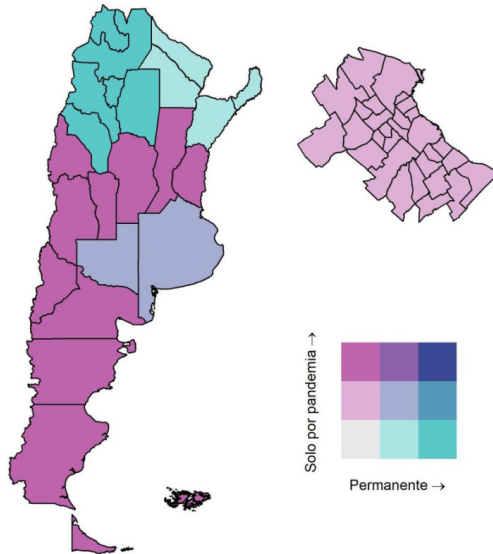 Solo por pandemia →
Permanente →